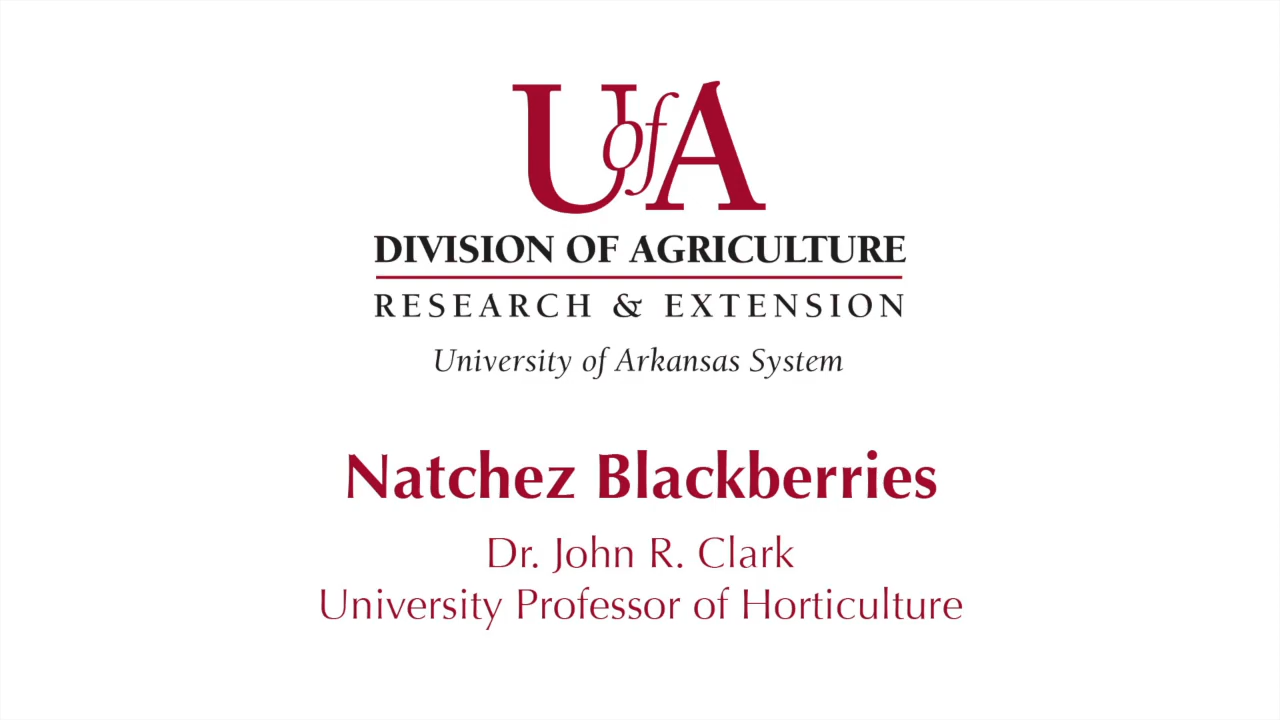 UofA
DIVISION OF AGRICULTURE
RESEARCH & EXTENSION
University of Arkansas System
Natchez Blackberries
Dr. John R. Clark
University Professor of Horticulture